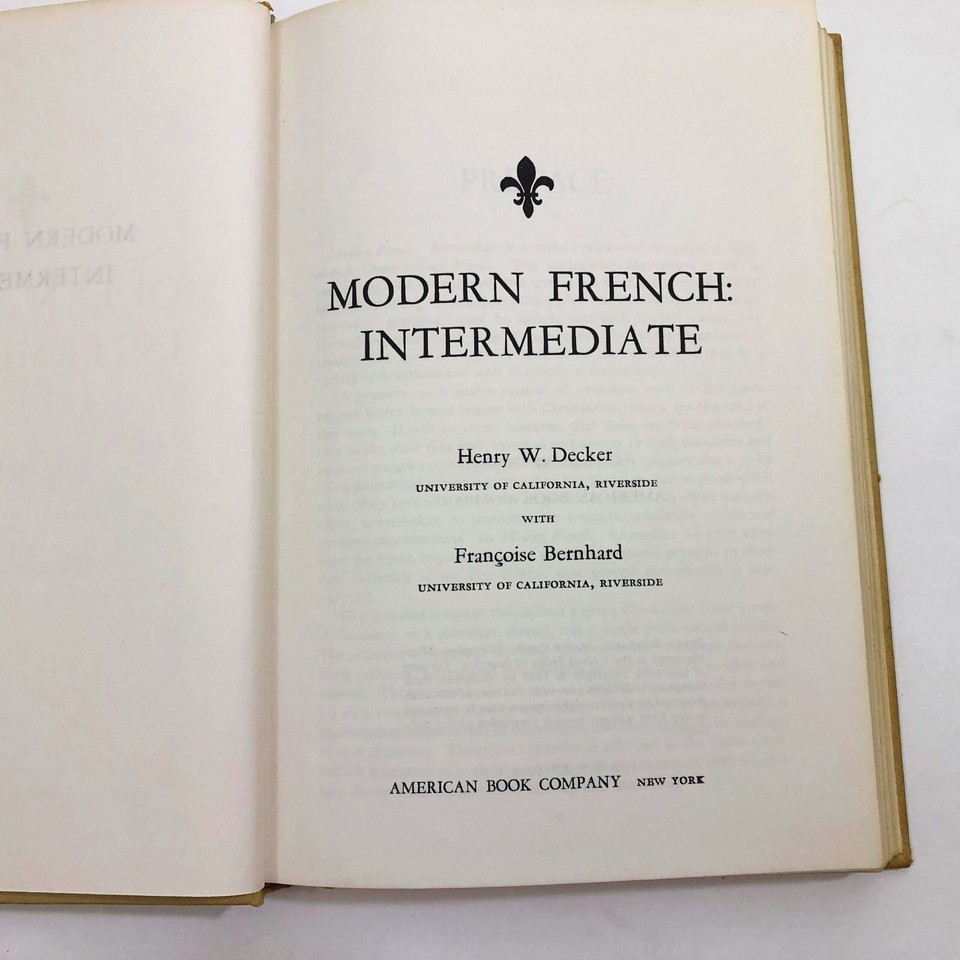 MODERN FRENCH:
INTERMEDIATE
Henry W. Decker
UNIVERSITY OF CALIFORNIA, RIVERSIDE
WITH
Françoise Bernhard
UNIVERSITY OF CALIFORNIA, RIVERSIDE
AMERICAN BOOK COMPANY NEW YORK